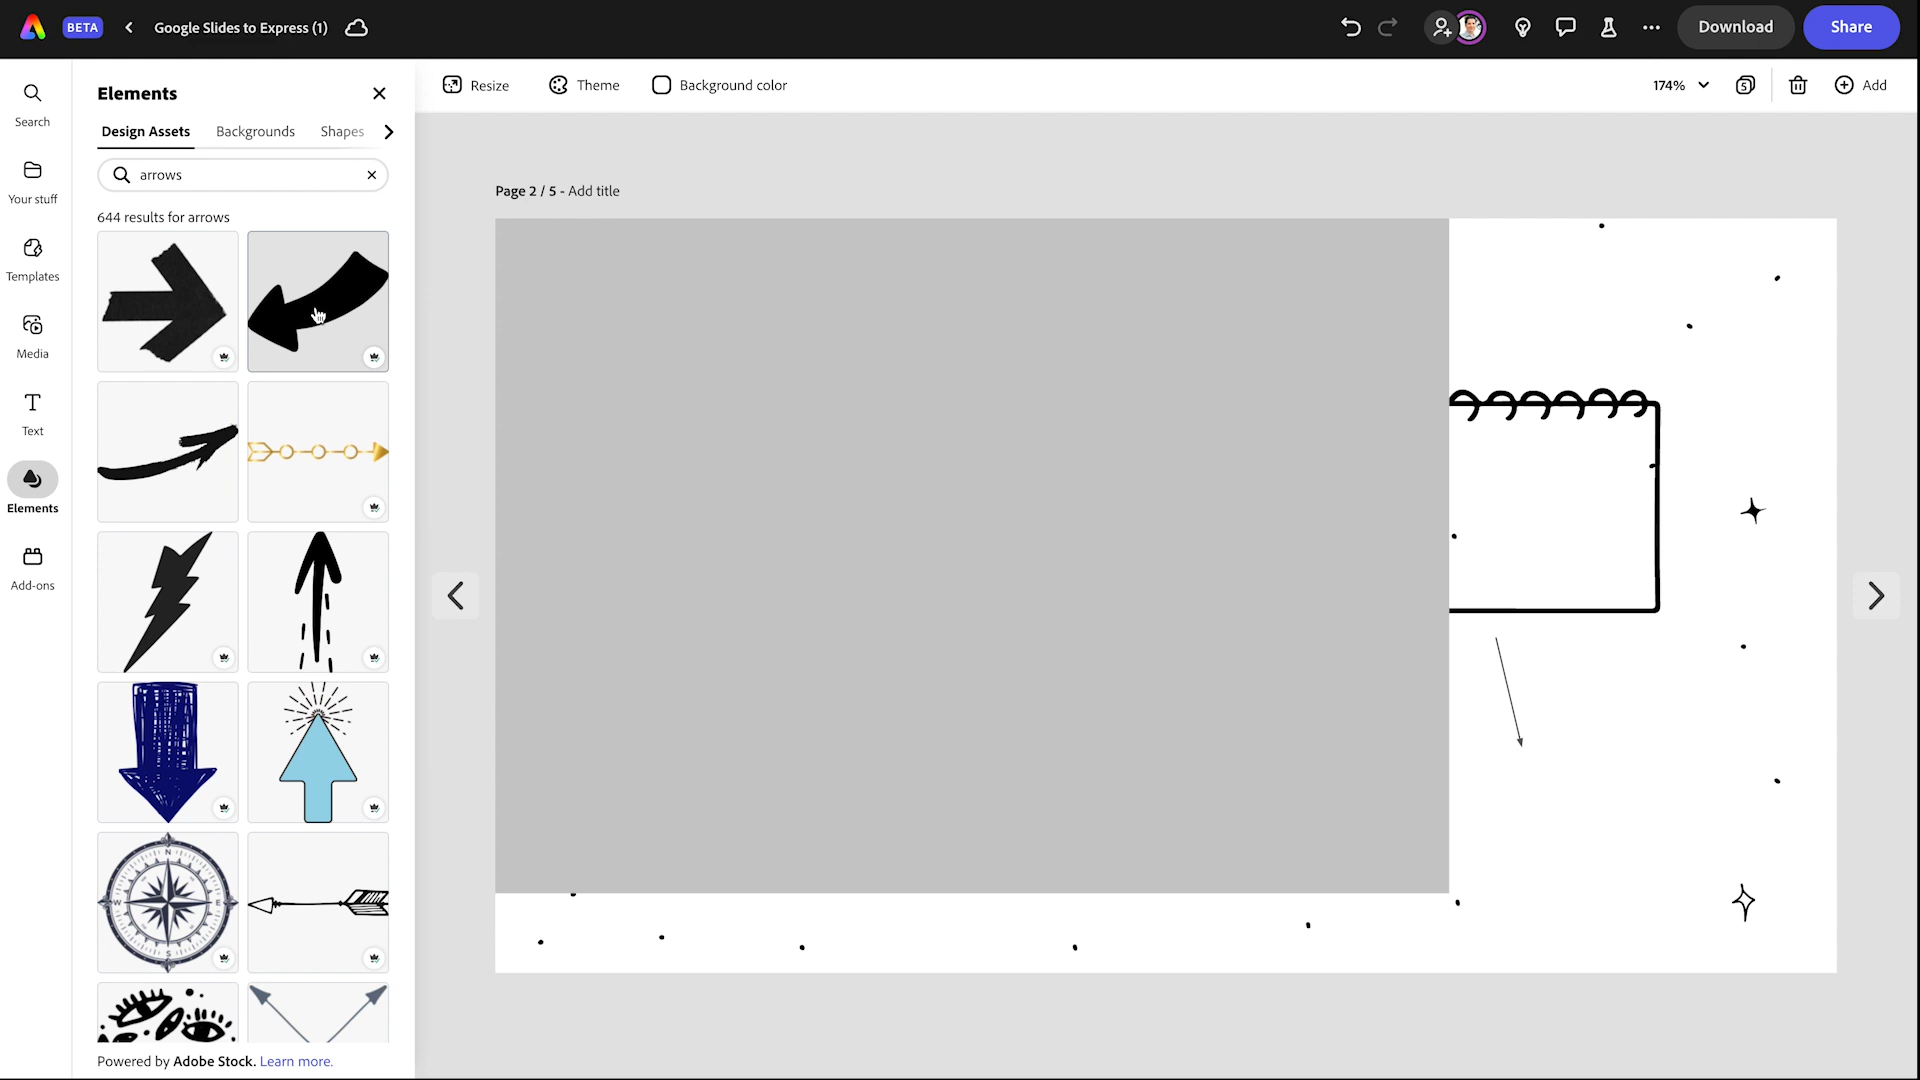 BETA
Google Slides to Express (1)
Download
Share
Search
Your stuff
Templates
Media
Text
Elements
Add-ons
Elements
Design Assets
Backgrounds
Shapes
arrows
644 results for arrows
N
W
E
S
Powered by Adobe Stock. Learn more.
Resize
Theme
Background color
174%
5
Add
Page 2 / 5 - Add title